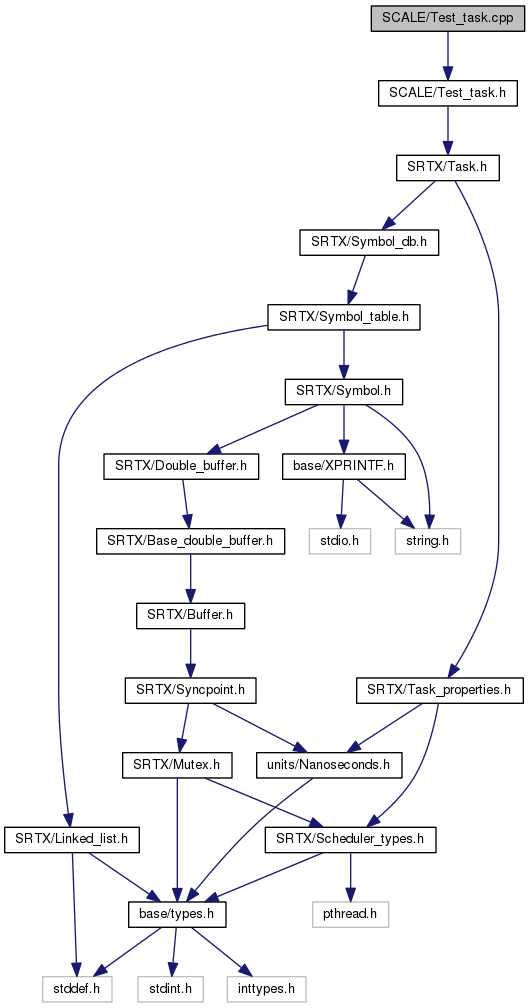 SCALE/Test_task.cpp
SCALE/Test_task.h
SRTX/Task.h
SRTX/Symbol_db.h
SRTX/Symbol_table.h
SRTX/Symbol.h
SRTX/Double_buffer.h
base/XPRINTF.h
SRTX/Base_double_buffer.h
stdio.h
string.h
SRTX/Buffer.h
SRTX/Syncpoint.h
SRTX/Task_properties.h
SRTX/Mutex.h
units/Nanoseconds.h
SRTX/Linked_list.h
SRTX/Scheduler_types.h
base/types.h
pthread.h
stddef.h
stdint.h
inttypes.h